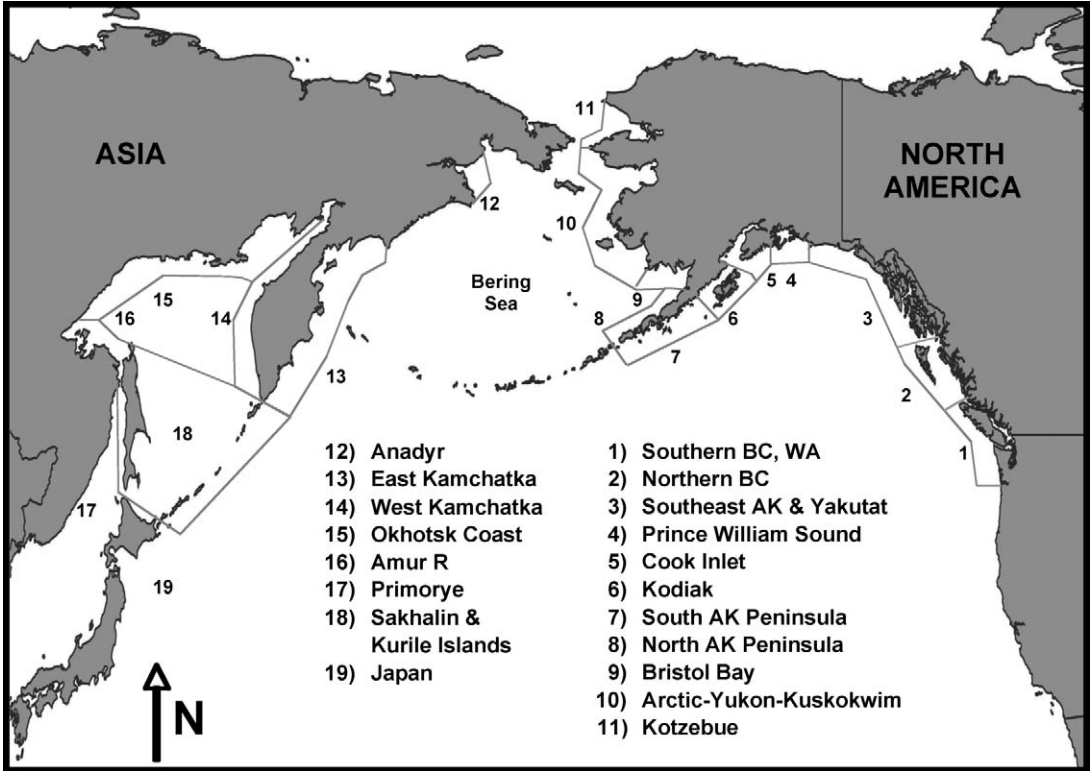 ASIA
NORTH
AMERICA
Bering
Sea
11
12
10
15
14
16
9
8
5
4
6
3
7
13
2
18
1
17
19
12) Anadyr
13) East Kamchatka
14) West Kamchatka
15) Okhotsk Coast
16) Amur R
17) Primorye
18) Sakhalin &
Kurile Islands
19) Japan
1) Southern BC, WA
2) Northern BC
3) Southeast AK & Yakutat
4) Prince William Sound
5) Cook Inlet
6) Kodiak
7) South AK Peninsula
8) North AK Peninsula
9) Bristol Bay
10) Arctic-Yukon-Kuskokwim
11) Kotzebue
N